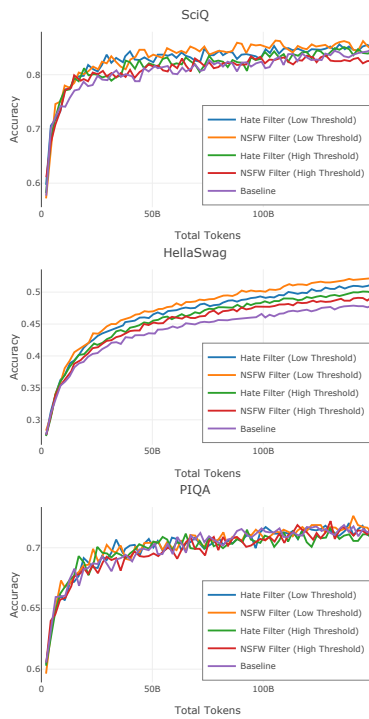 SciQ
0.8
0.7
0.6
Accuracy
Hate Filter (Low Threshold)
NSFW Filter (Low Threshold)
Hate Filter (High Threshold)
NSFW Filter (High Threshold)
Baseline
0
50B
100B
Total Tokens
HellaSwag
0.5
0.45
0.4
0.35
0.3
Accuracy
Hate Filter (Low Threshold)
NSFW Filter (Low Threshold)
Hate Filter (High Threshold)
NSFW Filter (High Threshold)
Baseline
0
50B
100B
Total Tokens
PIQA
0.7
0.65
0.6
Accuracy
Hate Filter (Low Threshold)
NSFW Filter (Low Threshold)
Hate Filter (High Threshold)
NSFW Filter (High Threshold)
Baseline
0
50B
100B
Total Tokens